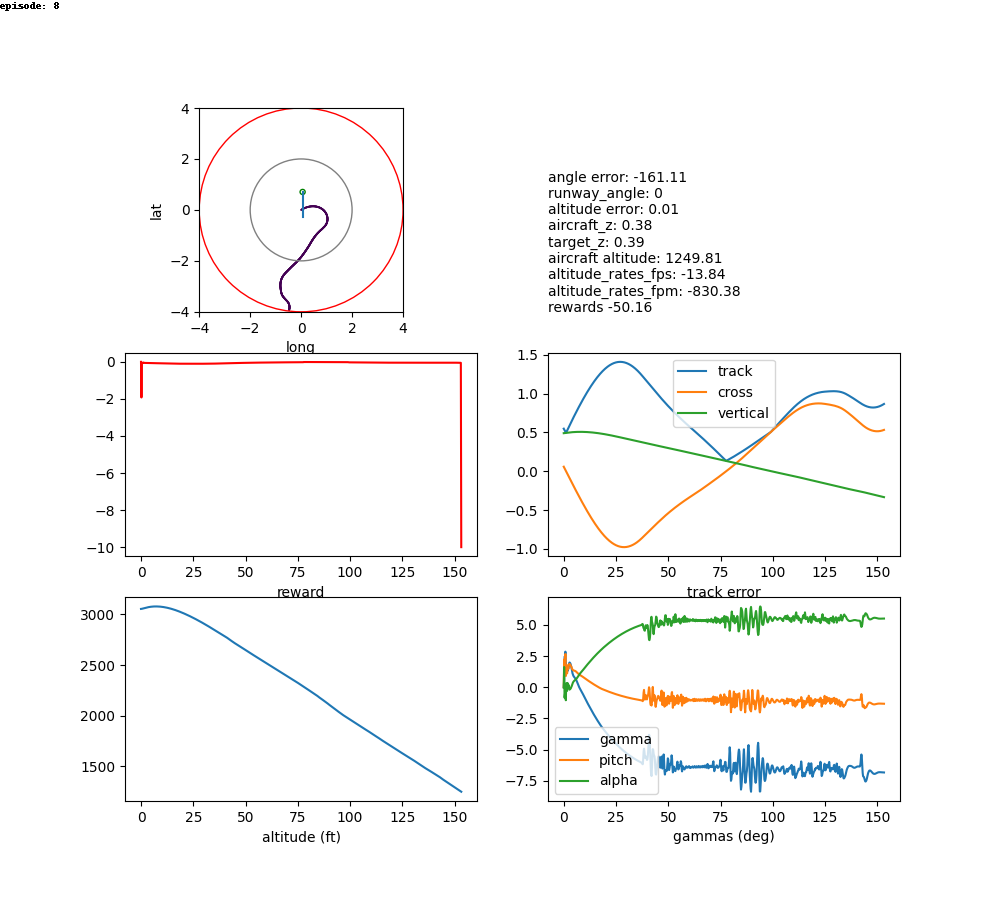 episode: 8
4
2
0
−2
−4
lat
−4 −2 0 2 4
long
angle error: -161.11
runway_angle: 0
altitude error: 0.01
aircraft_z: 0.38
target_z: 0.39
aircraft altitude: 1249.81
altitude_rates_fps: -13.84
altitude_rates_fpm: -830.38
rewards -50.16
0
−2
−4
−6
−8
−10
0 25 50 75 100 125 150
reward
1.5
1.0
0.5
0.0
−0.5
−1.0
track
cross
vertical
0 25 50 75 100 125 150
track error
3000
2500
2000
1500
0 25 50 75 100 125 150
altitude (ft)
5.0
2.5
0.0
−2.5
−5.0
−7.5
gamma
pitch
alpha
0 25 50 75 100 125 150
gammas (deg)